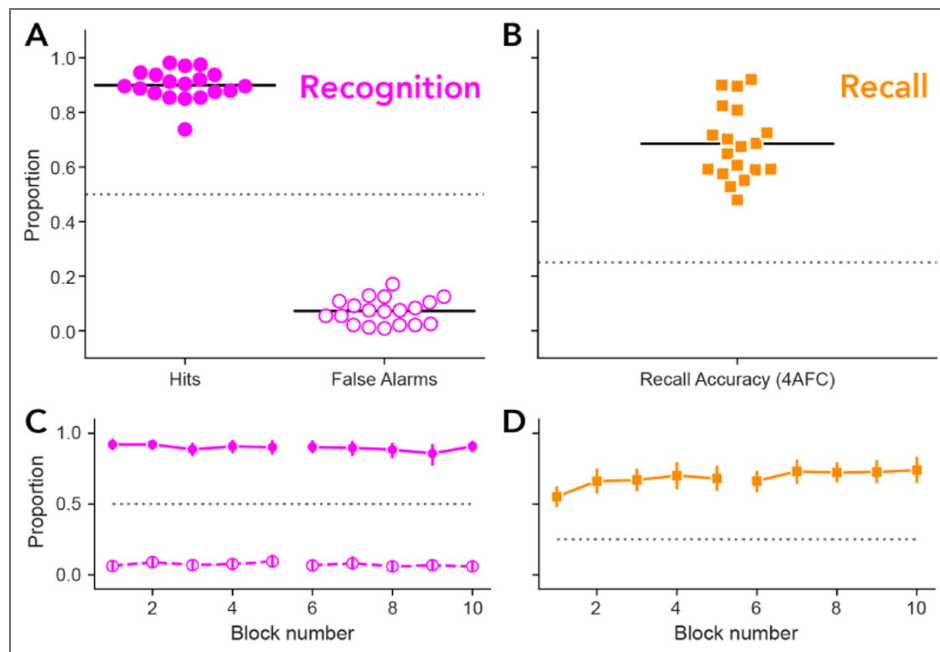 A
B
1.0
0.8
0.6
0.4
0.2
0.0
Proportion
Recognition
Recall
Hits
False Alarms
Recall Accuracy (4AFC)
C
D
1.0
0.5
0.0
Proportion
2 4 6 8 10
2 4 6 8 10
Block number
Block number